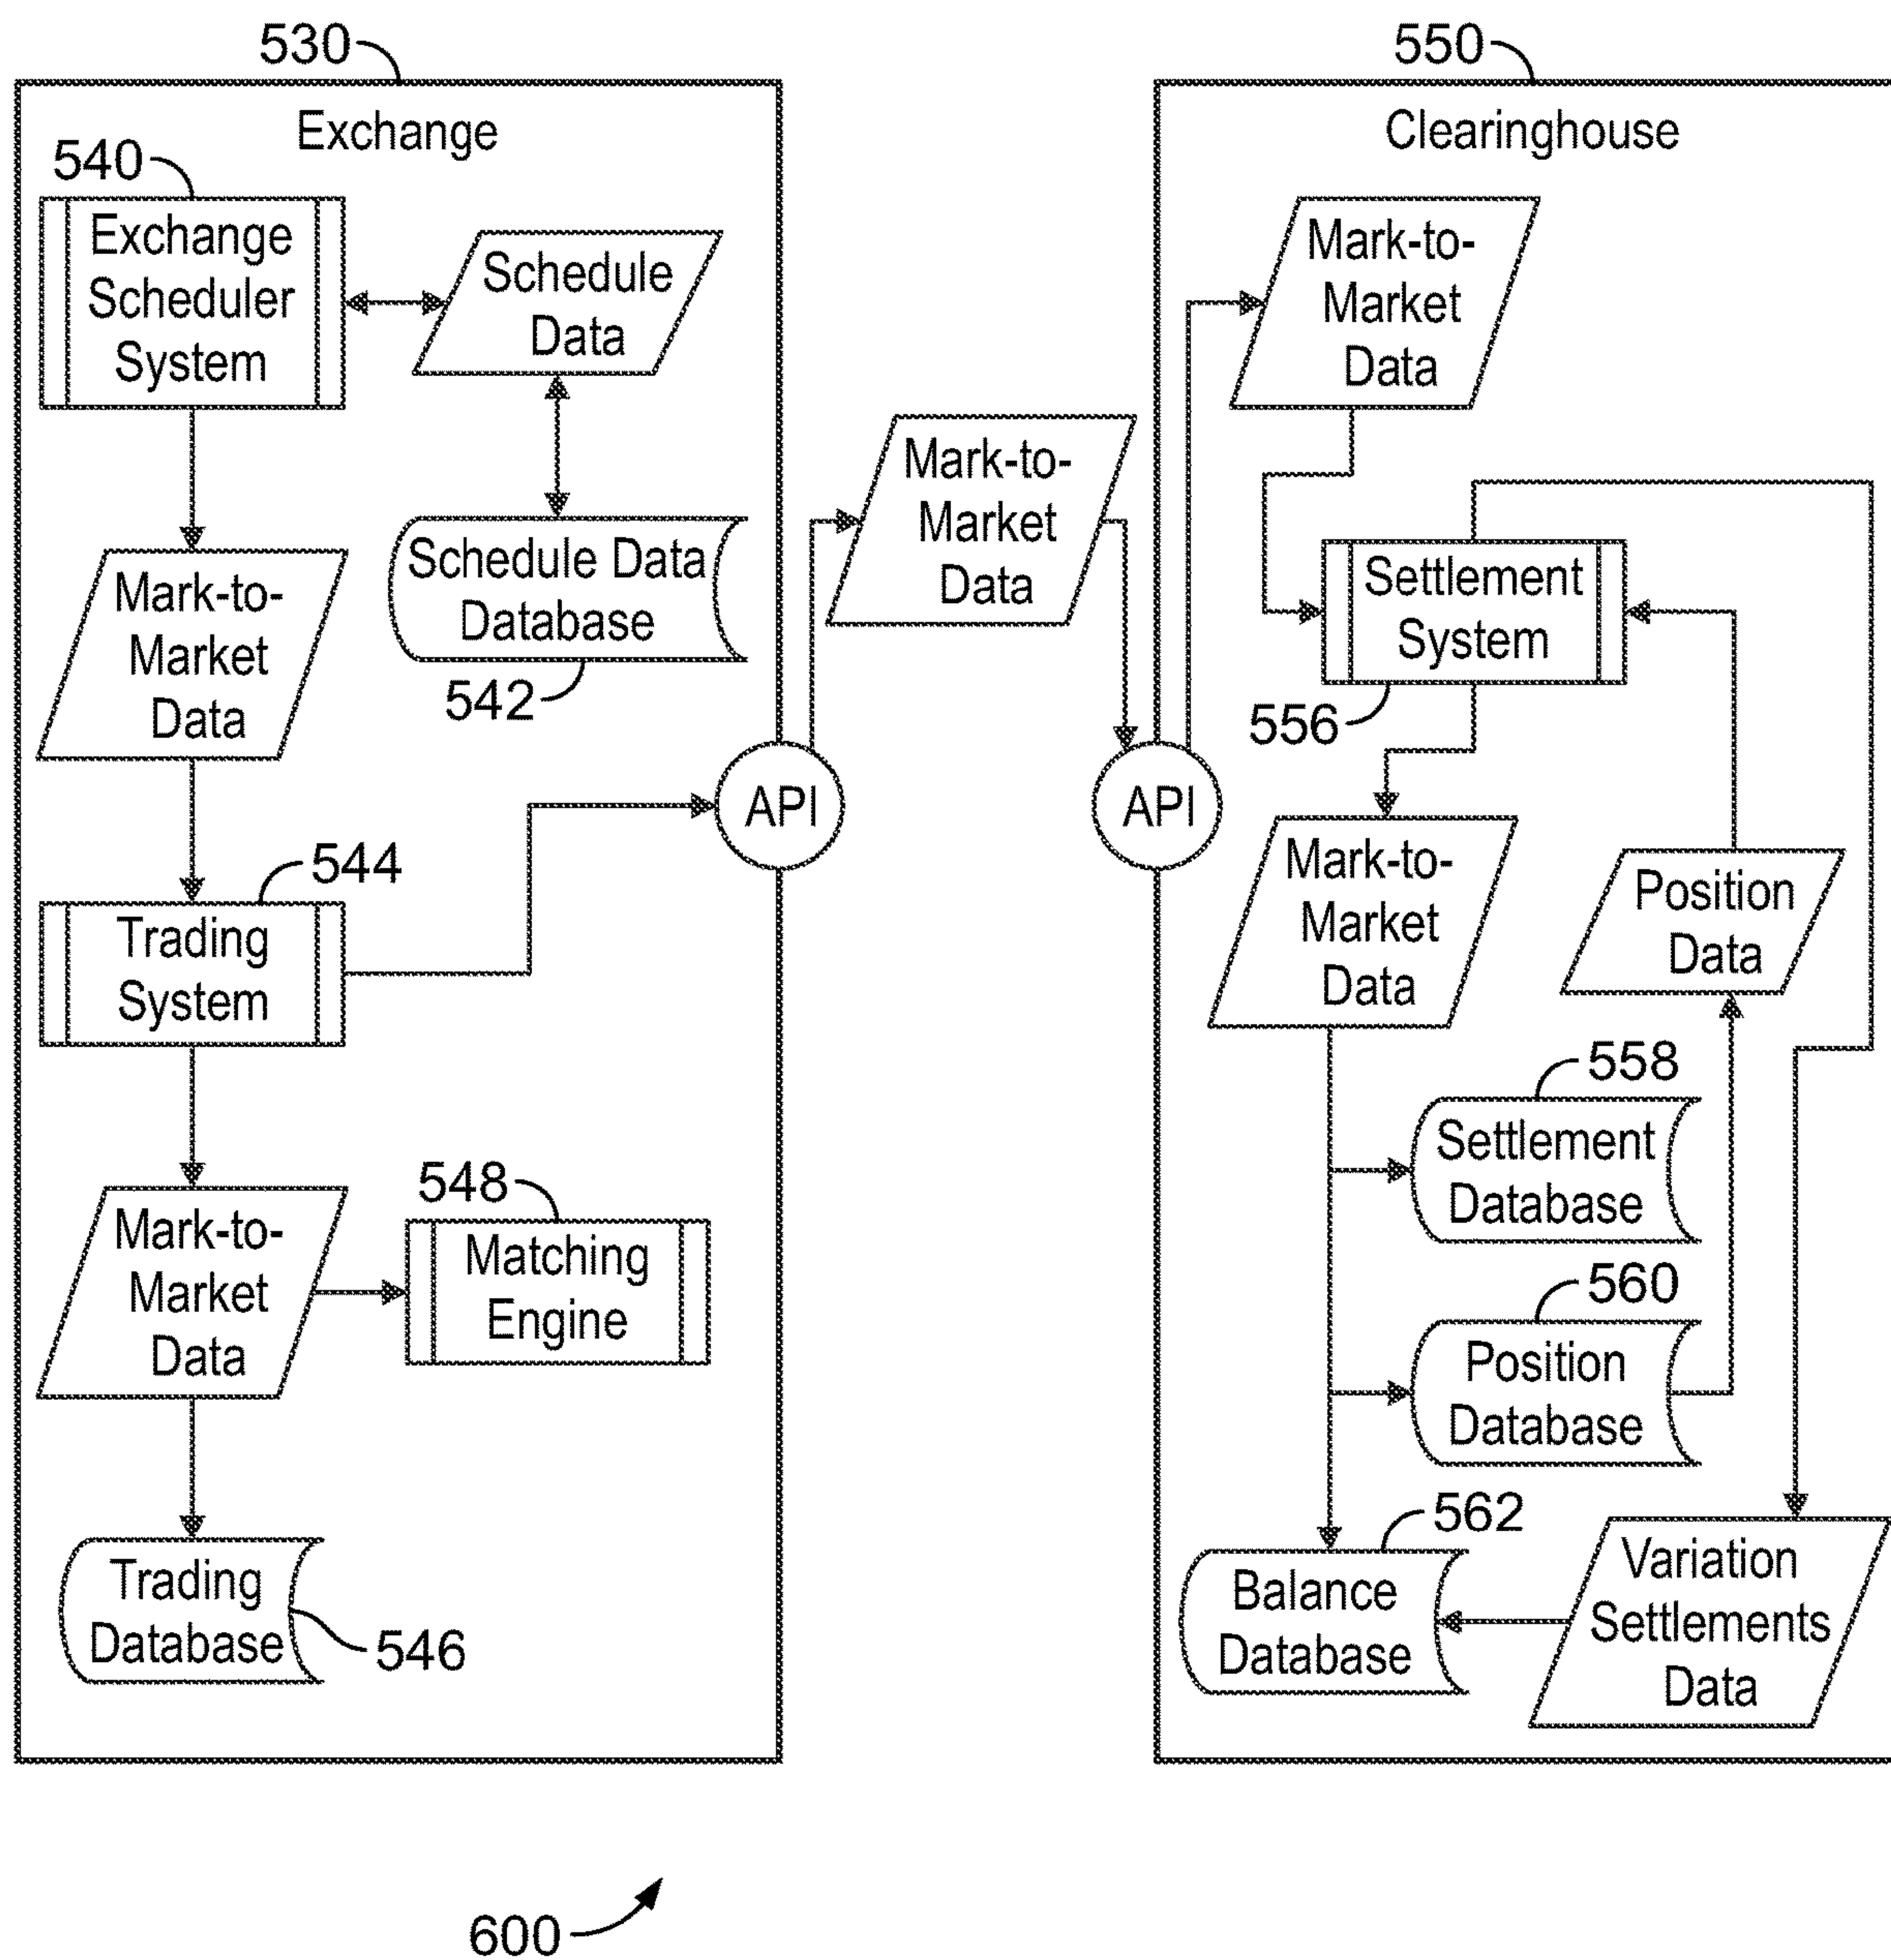 530
Exchange
540
Exchange
Scheduler
System
Schedule
Data
Schedule Data
Database
542
Mark-to-
Market
Data
544
Trading
System
API
Mark-to-
Market
Data
548
Matching
Engine
Trading
Database
546
Mark-to-
Market
Data
550
Clearinghouse
API
Mark-to-
Market
Data
Settlement
System
556
Mark-to-
Market
Data
Position
Data
558
Settlement
Database
560
Position
Database
562
Balance
Database
Variation
Settlements
Data
600